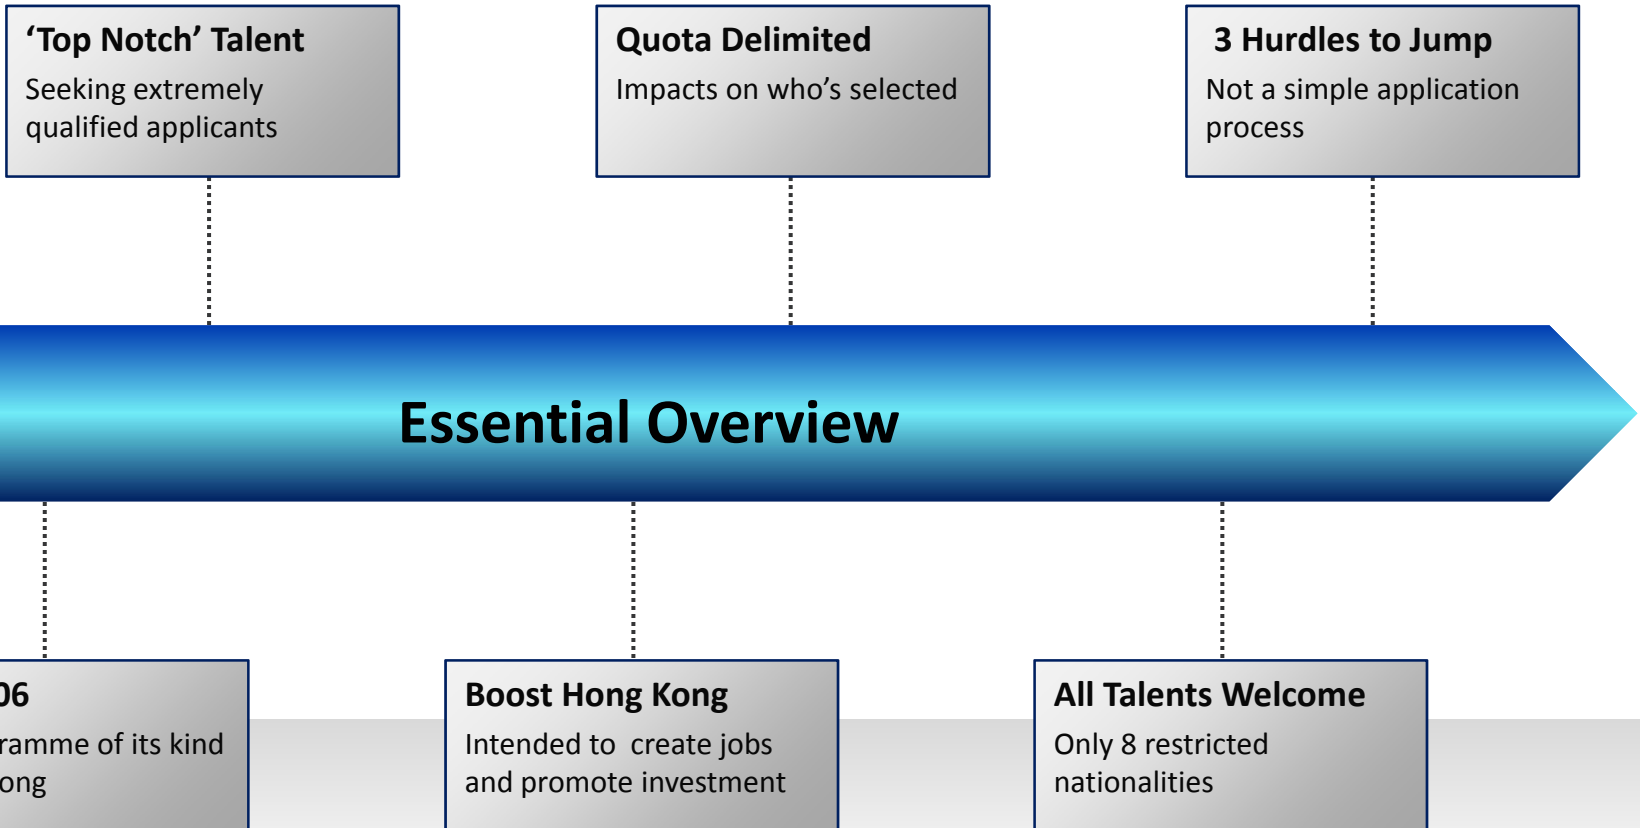 ‘Top Notch’ Talent
Seeking extremely
qualified applicants
Quota Delimited
Impacts on who’s selected
3 Hurdles to Jump
Not a simple application
process
Essential Overview
06
ramme of its kind
ong
Boost Hong Kong
Intended to  create jobs
and promote investment
All Talents Welcome
Only 8 restricted
nationalities